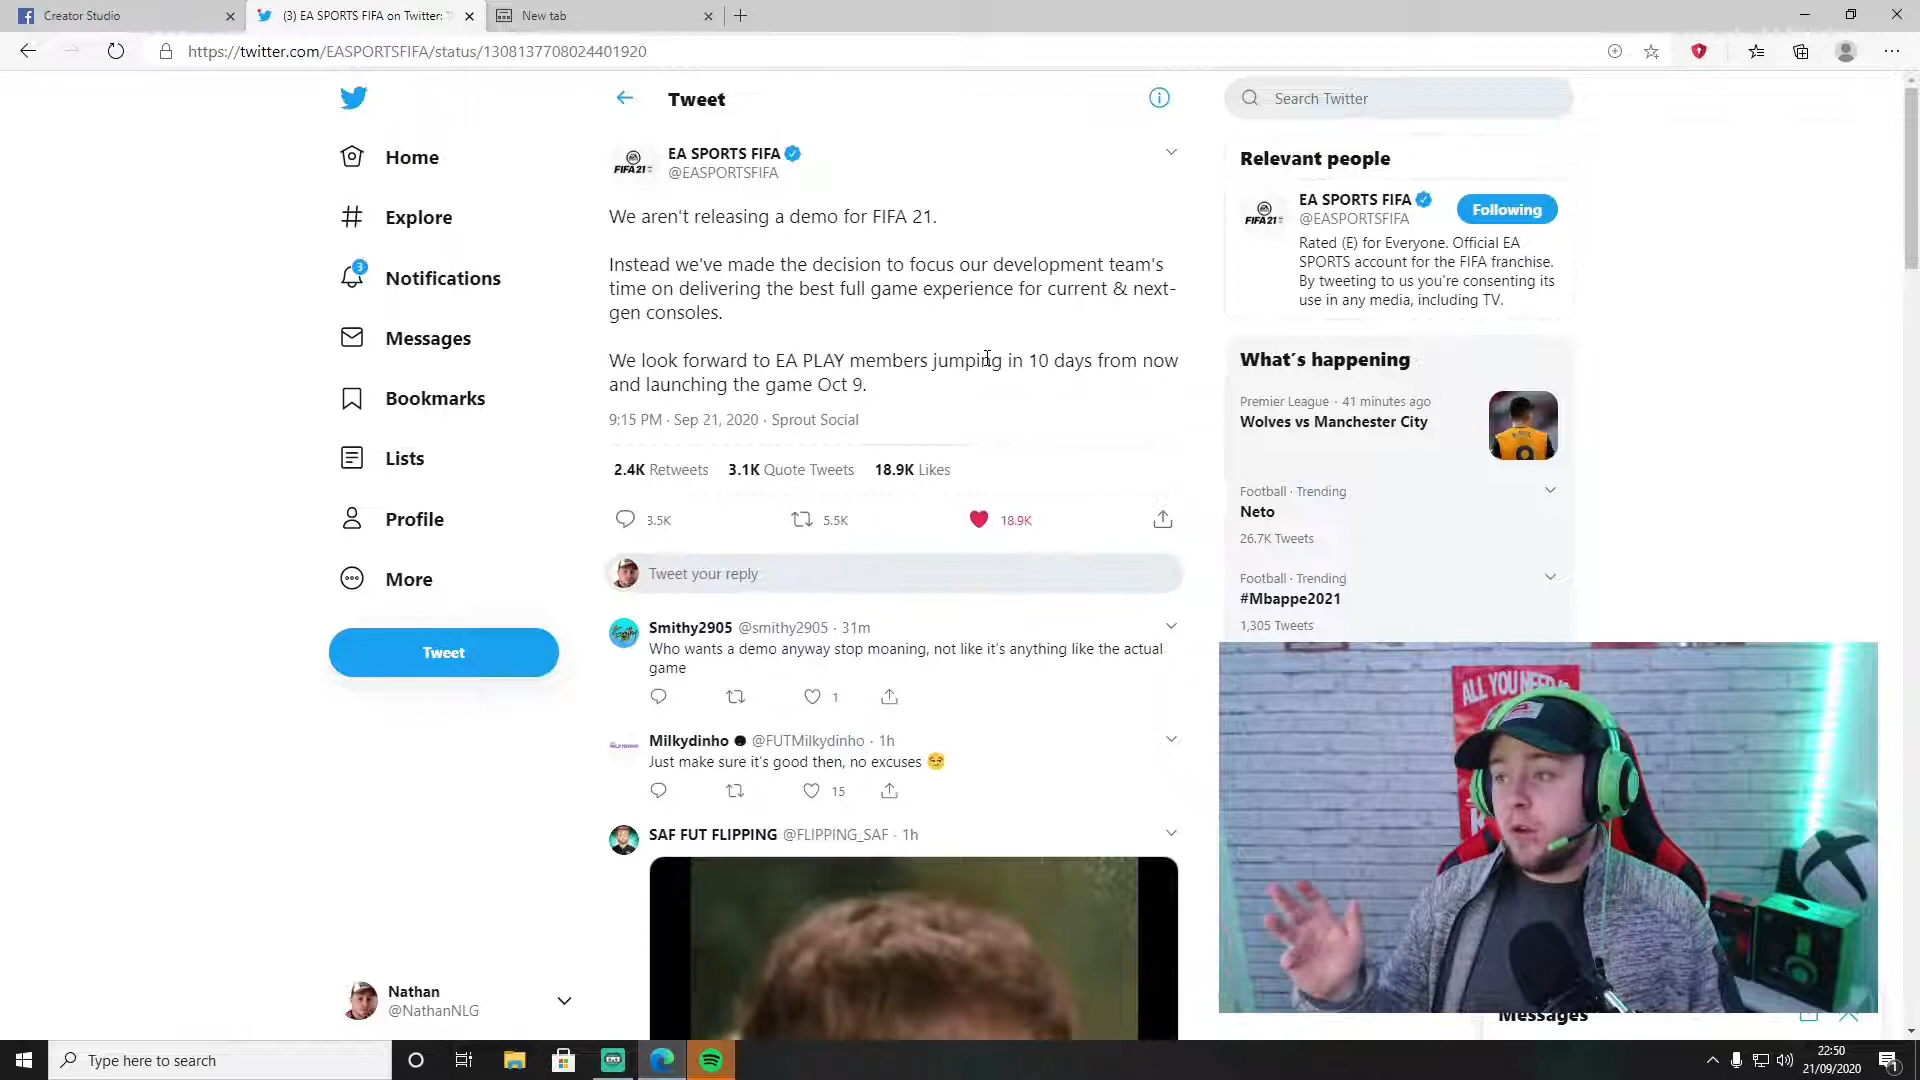 Creator Studio
(3) EA SPORTS FIFA on Twitter: "
New tab
https://twitter.com/EASPORTSFIFA/status/1308137708024401920
Home
Explore
3
Notifications
Messages
Bookmarks
Lists
Profile
More
Tweet
Nathan
@NathanNLG
Tweet
FIFA 21
EA SPORTS FIFA
@EASPORTSFIFA
We aren't releasing a demo for FIFA 21.
Instead we've made the decision to focus our development team's
time on delivering the best full game experience for current & next-
gen consoles.
We look forward to EA PLAY members jumping in 10 days from now
and launching the game Oct 9.
9:15 PM · Sep 21, 2020 · Sprout Social
2.4K Retweets 3.1K Quote Tweets 18.9K Likes
3.5K 5.5K 18.9K
Tweet your reply
Smithy2905 @smithy2905 · 31m
Who wants a demo anyway stop moaning, not like it's anything like the actual
game
1
Milkydinho @FUTMilkydinho · 1h
Just make sure it's good then, no excuses 😏
15
SAF FUT FLIPPING @FLIPPING_SAF · 1h
Search Twitter
Relevant people
FIFA 21
EA SPORTS FIFA
@EASPORTSFIFA
Following
Rated (E) for Everyone. Official EA
SPORTS account for the FIFA franchise.
By tweeting to us you're consenting its
use in any media, including TV.
What's happening
Premier League · 41 minutes ago
Wolves vs Manchester City
Football · Trending
Neto
26.7K Tweets
Football · Trending
#Mbappe2021
1,305 Tweets
ALL YOU NEED
Messages
Type here to search
22:50
21/09/2020
1